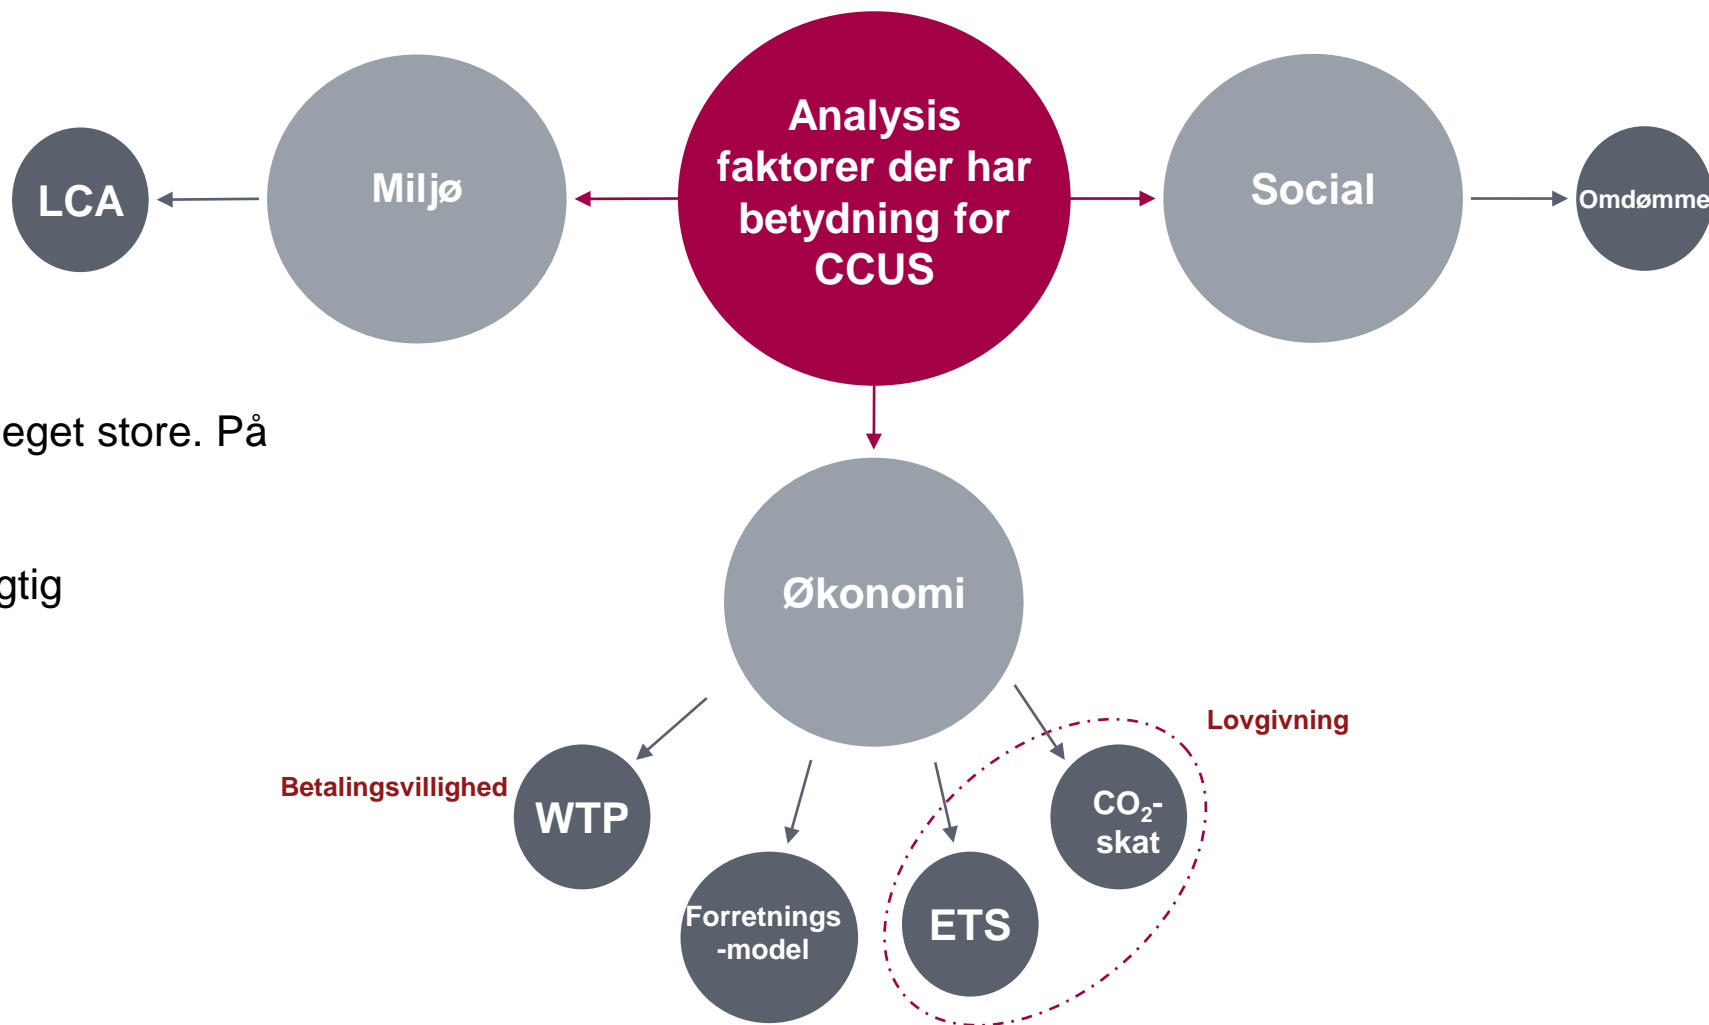 Analysis
faktorer der har
betydning for
CCUS
LCA
Miljø
Social
Omdømme
eget store. På
gtig
Økonomi
Lovgivning
Betalingsvillighed
WTP
CO₂-
skat
Forretnings
-model
ETS